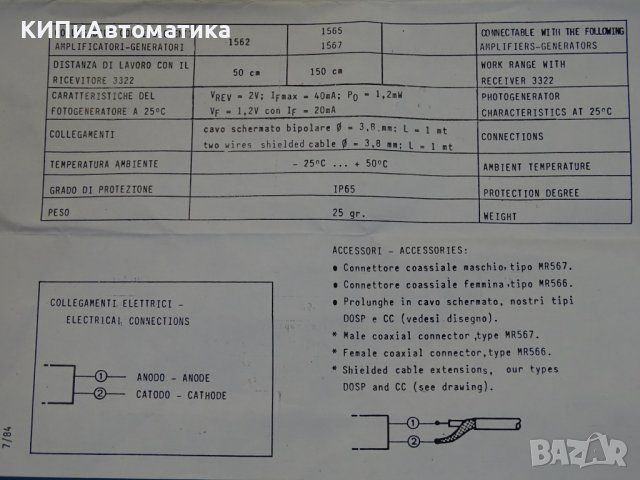 КИПиАвтоматика
AMPLIFICATORI-GENERATORI
1562
1565
1567
CONNECTABLE WITH THE FOLLOWING
AMPLIFIERS-GENERATORS
DISTANZA DI LAVORO CON IL
RICEVITORE 3322
50 cm
150 cm
WORK RANGE WITH
RECEIVER 3322
CARATTERISTICHE DEL
FOTOGENERATORE A 25°C
VREV = 2V; IFmax = 40mA; PO = 1,2mW
VF = 1,2V con IF = 20mA
PHOTOGENERATOR
CHARACTERISTICS AT 25°C
COLLEGAMENTI
cavo schermato bipolare Ø = 3,8 mm; L = 1 mt
two wires shielded cable Ø = 3,8 mm; L = 1 mt
CONNECTIONS
TEMPERATURA AMBIENTE
- 25°C ... + 50°C
AMBIENT TEMPERATURE
GRADO DI PROTEZIONE
IP65
PROTECTION DEGREE
PESO
25 gr.
WEIGHT
ACCESSORI - ACCESSORIES:
• Connettore coassiale maschio, tipo MR567.
• Connettore coassiale femmina, tipo MR566.
• Prolunghe in cavo schermato, nostri tipi
DOSP e CC (vedesi disegno).
* Male coaxial connector, type MR567.
* Female coaxial connector, type MR566.
* Shielded cable extensions, our types
DOSP and CC (see drawing).
COLLEGAMENTI ELETTRICI -
ELECTRICAL CONNECTIONS
1 ANODO - ANODE
2 CATODO - CATHODE
1
2
7/84
BAZAR
bg